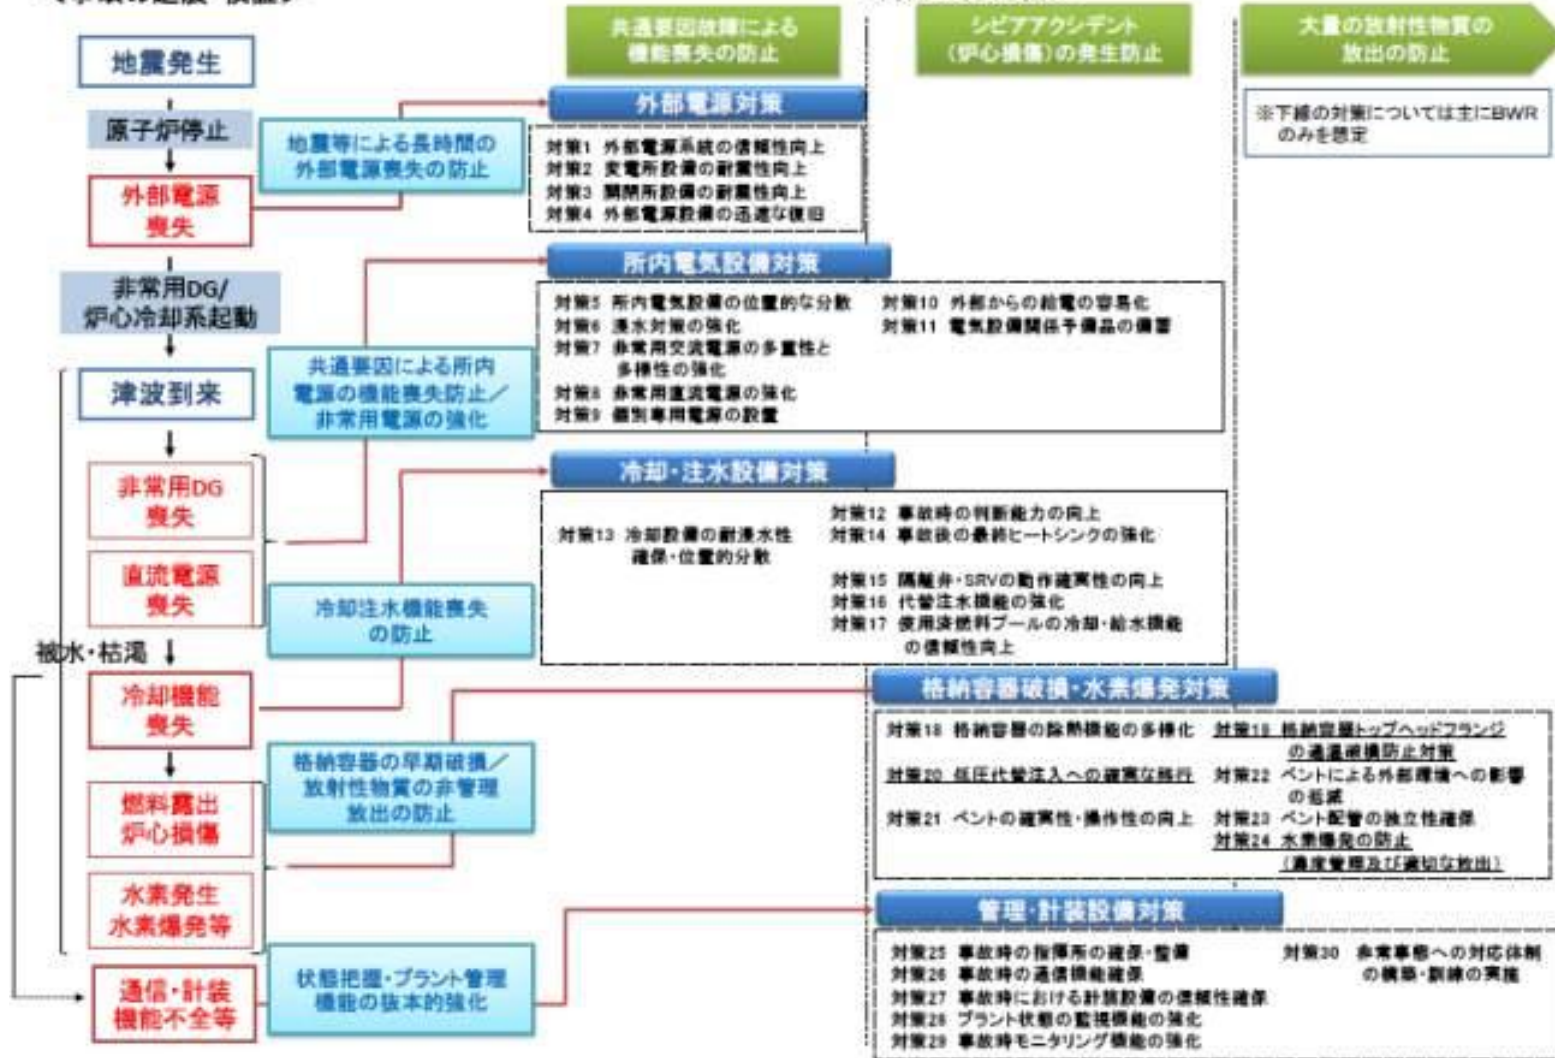 共通要因故障による
機能喪失の防止
シビアアクシデント
(炉心損傷)の発生防止
大量の放射性物質の
放出の防止
※下線の対策については主にBWR
のみを想定
地震発生
原子炉停止
外部電源
喪失
非常用DG/
炉心冷却系起動
津波到来
非常用DG
喪失
直流電源
喪失
被水・枯渇
冷却機能
喪失
燃料露出
炉心損傷
水素発生
水素爆発等
通信・計装
機能不全等
地震等による長時間の
外部電源喪失の防止
共通要因による所内
電源の機能喪失防止/
非常用電源の強化
冷却注水機能喪失
の防止
格納容器の早期破損/
放射性物質の非管理
放出の防止
状態把握・プラント管理
機能の抜本的強化
外部電源対策
対策1 外部電源系統の信頼性向上
対策2 変電所設備の耐震性向上
対策3 開閉所設備の耐震性向上
対策4 外部電源設備の迅速な復旧
所内電気設備対策
対策5 所内電気設備の位置的な分散
対策6 浸水対策の強化
対策7 非常用交流電源の多重性と
多様性の強化
対策8 非常用直流電源の強化
対策9 個別専用電源の設置
対策10 外部からの給電の容易化
対策11 電気設備関係予備品の備蓄
冷却・注水設備対策
対策12 事故時の判断能力の向上
対策13 冷却設備の耐浸水性
確保・位置的分散
対策14 事故後の最終ヒートシンクの強化
対策15 隔離弁・SRVの動作確実性の向上
対策16 代替注水機能の強化
対策17 使用済燃料プールの冷却・給水機能
の信頼性向上
格納容器破損・水素爆発対策
対策18 格納容器の除熱機能の多様化
対策19 格納容器トップヘッドフランジ
の過温破損防止対策
対策20 低圧代替注入への確実な移行
対策21 ベントの確実性・操作性の向上
対策22 ベントによる外部環境への影響
の低減
対策23 ベント配管の独立性確保
対策24 水素爆発の防止
(濃度管理及び適切な放出)
管理・計装設備対策
対策25 事故時の指揮所の確保・整備
対策26 事故時の通信機能確保
対策27 事故時における計装設備の信頼性確保
対策28 プラント状態の監視機能の強化
対策29 事故時モニタリング機能の強化
対策30 非常事態への対応体制
の構築・訓練の実施